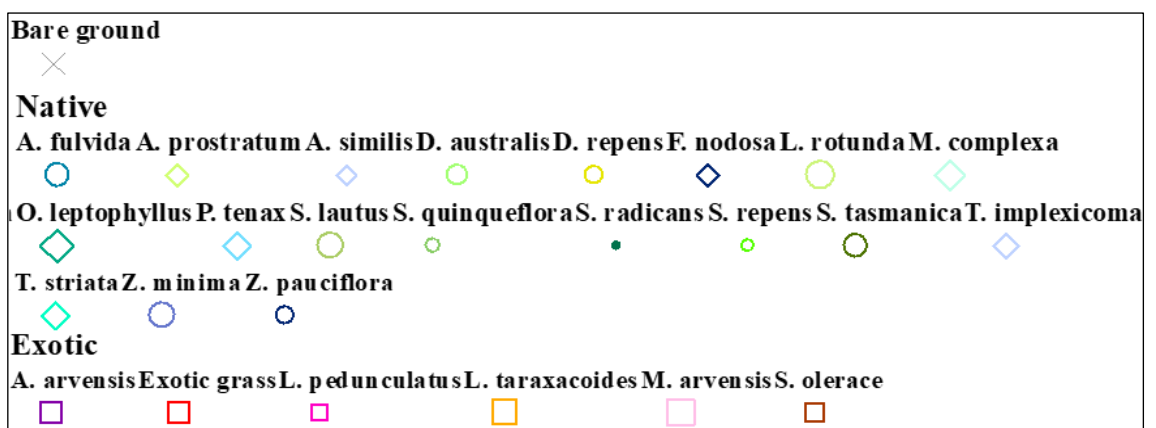 Bare ground
Native
A. fulvida A. prostratum A. similis D. australis D. repens F. nodosa L. rotunda M. complexa
O. leptophyllus P. tenax S. lautus S. quinqueflora S. radicans S. repens S. tasmanica T. implexicoma
T. striata Z. minima Z. pauciflora
Exotic
A. arvensis Exotic grass L. pedunculatus L. taraxacoides M. arvensis S. olerace